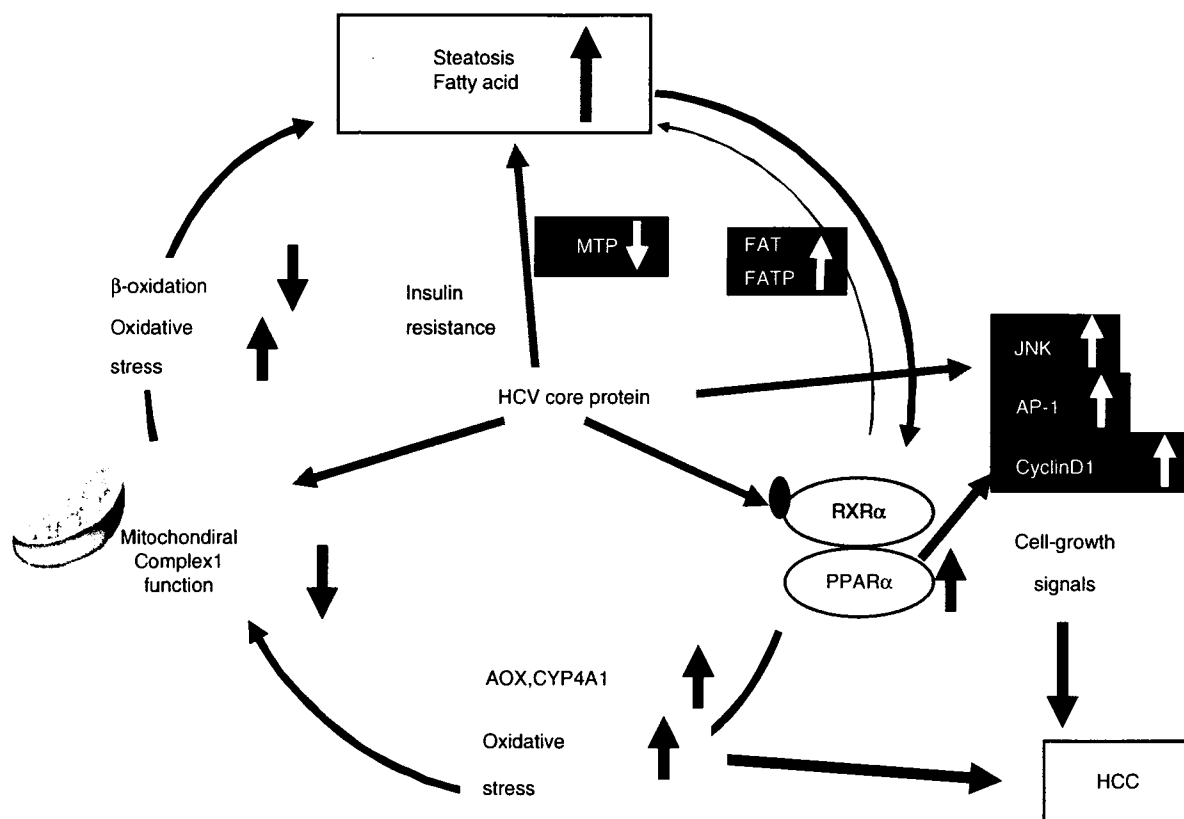 Steatosis
Fatty acid
MTP
FAT
FATP
β-oxidation
Oxidative
stress
Insulin
resistance
HCV core protein
JNK
AP-1
CyclinD1
RXRα
PPARα
Cell-growth
signals
Mitochondiral
Complex1
function
AOX,CYP4A1
Oxidative
stress
HCC